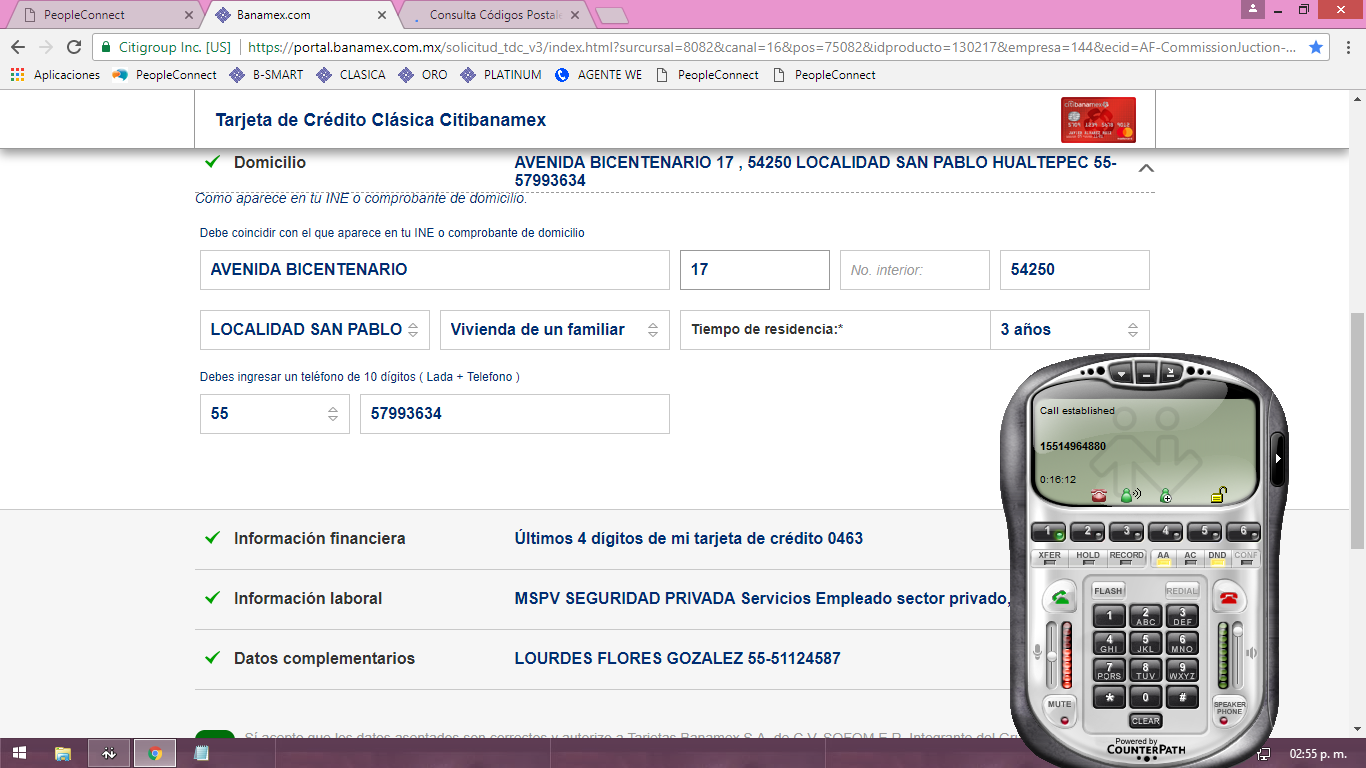 PeopleConnect
Banamex.com
Consulta Códigos Postale
Citigroup Inc. [US]
https://portal.banamex.com.mx/solicitud_tdc_v3/index.html?surcursal=8082&canal=16&pos=75082&idproducto=130217&empresa=144&ecid=AF-CommissionJuction-...
Aplicaciones
PeopleConnect
B-SMART
CLASICA
ORO
PLATINUM
AGENTE WE
PeopleConnect
PeopleConnect
Tarjeta de Crédito Clásica Citibanamex
citibanamex
Domicilio
AVENIDA BICENTENARIO 17 , 54250 LOCALIDAD SAN PABLO HUALTEPEC 55-
57993634
Como aparece en tu INE o comprobante de domicilio.
Debe coincidir con el que aparece en tu INE o comprobante de domicilio
AVENIDA BICENTENARIO
17
No. interior:
54250
LOCALIDAD SAN PABLO
Vivienda de un familiar
Tiempo de residencia:*
3 años
Debes ingresar un teléfono de 10 dígitos ( Lada + Telefono )
55
57993634
Información financiera
Últimos 4 dígitos de mi tarjeta de crédito 0463
Información laboral
MSPV SEGURIDAD PRIVADA Servicios Empleado sector privado,
Datos complementarios
LOURDES FLORES GOZALEZ 55-51124587
Sí acepto que los datos asentados son correctos y autorizo a Tarjetas Banamex S.A. de C.V. SOFOM E.R. Integrante del Gr
Call established
15514964880
0:16:12
1 2 3 4 5 6
XFER HOLD RECORD AA AC DND CONF
FLASH REDIAL
1 2 ABC 3 DEF
4 GHI 5 JKL 6 MNO
7 PQRS 8 TUV 9 WXYZ
* 0 #
MUTE
SPEAKER PHONE
CLEAR
Powered by
COUNTERPATH
02:55 p. m.